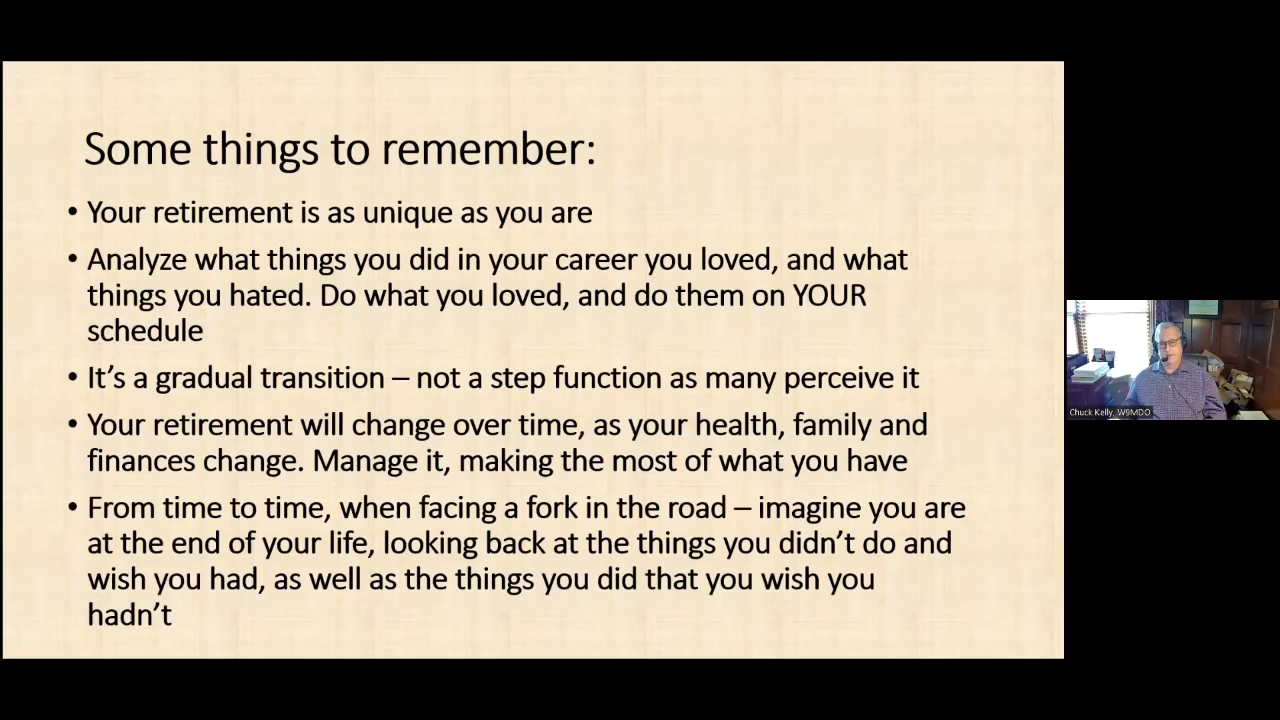 Some things to remember:
• Your retirement is as unique as you are
• Analyze what things you did in your career you loved, and what
things you hated. Do what you loved, and do them on YOUR
schedule
• It’s a gradual transition – not a step function as many perceive it
• Your retirement will change over time, as your health, family and
finances change. Manage it, making the most of what you have
• From time to time, when facing a fork in the road – imagine you are
at the end of your life, looking back at the things you didn’t do and
wish you had, as well as the things you did that you wish you
hadn’t
Chuck Kelly, W9MDO